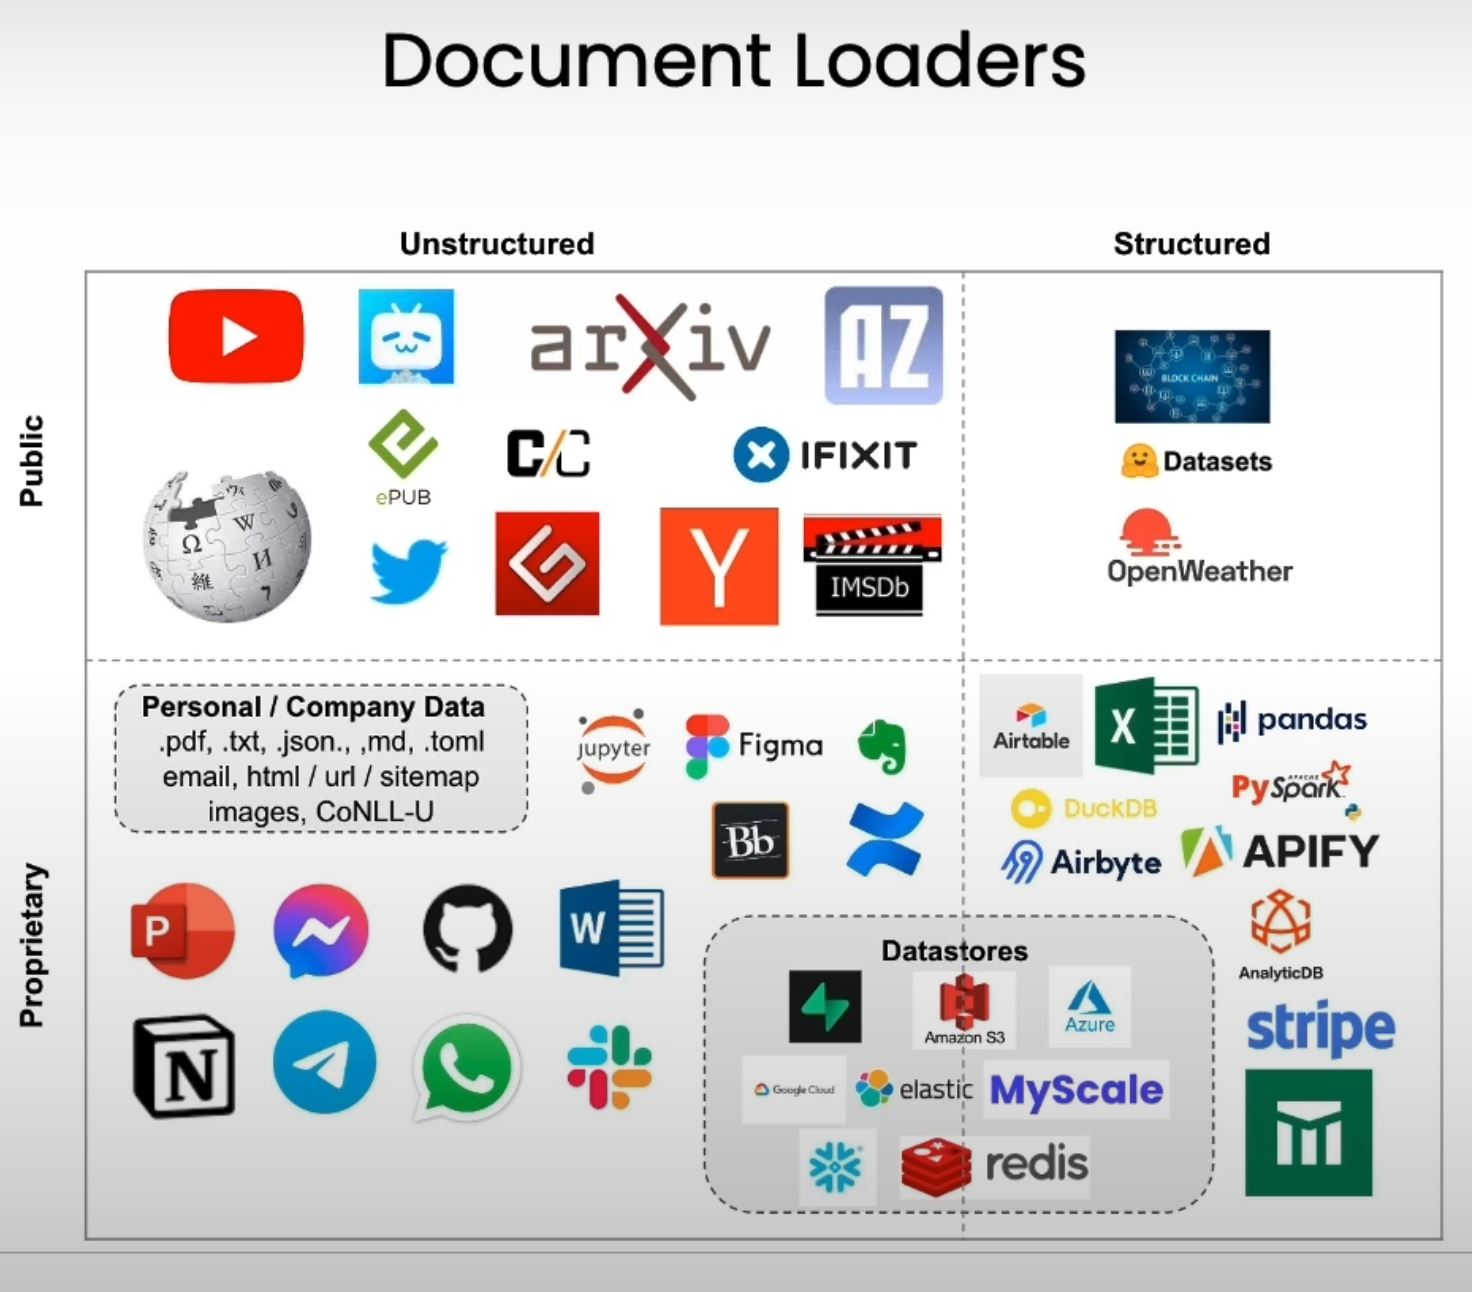 Document Loaders
Unstructured
Structured
Public
arXiv
AZ
BLOCK CHAIN
ePUB
C/C
IFIXIT
Datasets
W
Ω
И
維
Y
IMSDb
OpenWeather
Personal / Company Data
.pdf, .txt, .json., ,md, .toml
email, html / url / sitemap
images, CoNLL-U
Jupyter
Figma
Bb
Airtable
X
pandas
APACHE
PySpark
DuckDB
Airbyte
APIFY
Proprietary
P
W
N
Datastores
Amazon S3
Azure
Google Cloud
elastic
MyScale
redis
AnalyticDB
stripe